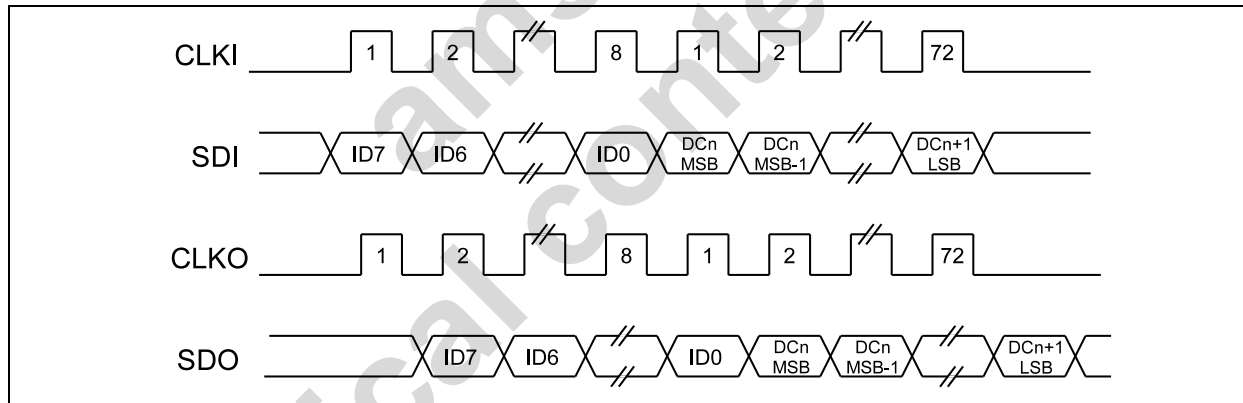 CLKI 1 2 8 1 2 72
SDI ID7 ID6 ID0 DCn MSB DCn MSB-1 DCn+1 LSB
CLKO 1 2 8 1 2 72
SDO ID7 ID6 ID0 DCn MSB DCn MSB-1 DCn+1 LSB